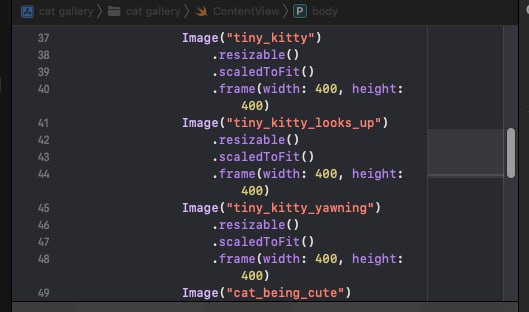 cat gallery 〉 cat gallery 〉 ContentView 〉 P body
37 Image("tiny_kitty")
38 .resizable()
39 .scaledToFit()
40 .frame(width: 400, height:
400)
41 Image("tiny_kitty_looks_up")
42 .resizable()
43 .scaledToFit()
44 .frame(width: 400, height:
400)
45 Image("tiny_kitty_yawning")
46 .resizable()
47 .scaledToFit()
48 .frame(width: 400, height:
400)
49 Image("cat_being_cute")